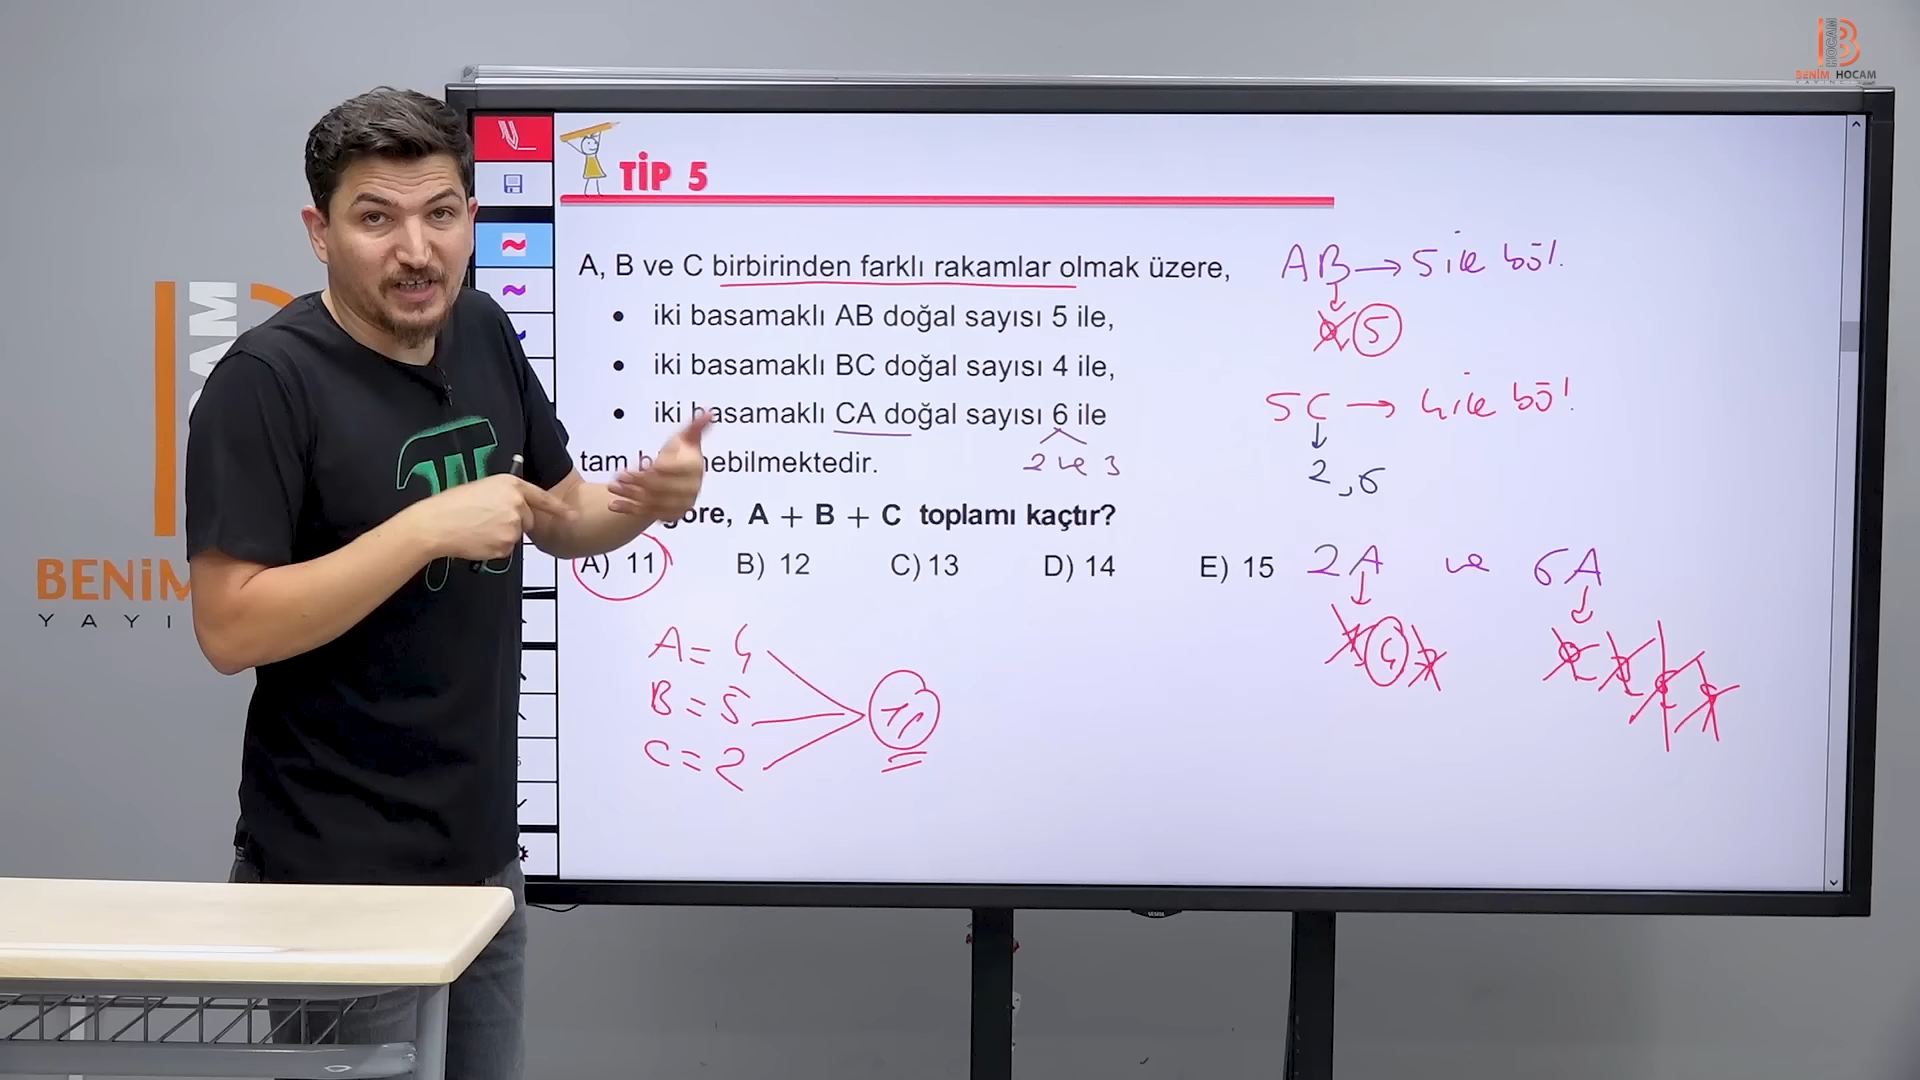 BENİM HOCAM
TİP 5
A, B ve C birbirinden farklı rakamlar olmak üzere,
• iki basamaklı AB doğal sayısı 5 ile,
• iki basamaklı BC doğal sayısı 4 ile,
• iki basamaklı CA doğal sayısı 6 ile
2 ve 3
tam
göre, A + B + C toplamı kaçtır?
A) 11 B) 12 C) 13 D) 14 E) 15
AB → 5 ile böl.
5
5C → 4 ile böl.
2, 6
2A ve 6A
4
A = 4
B = 5
C = 2
11
BENİM
YAYI